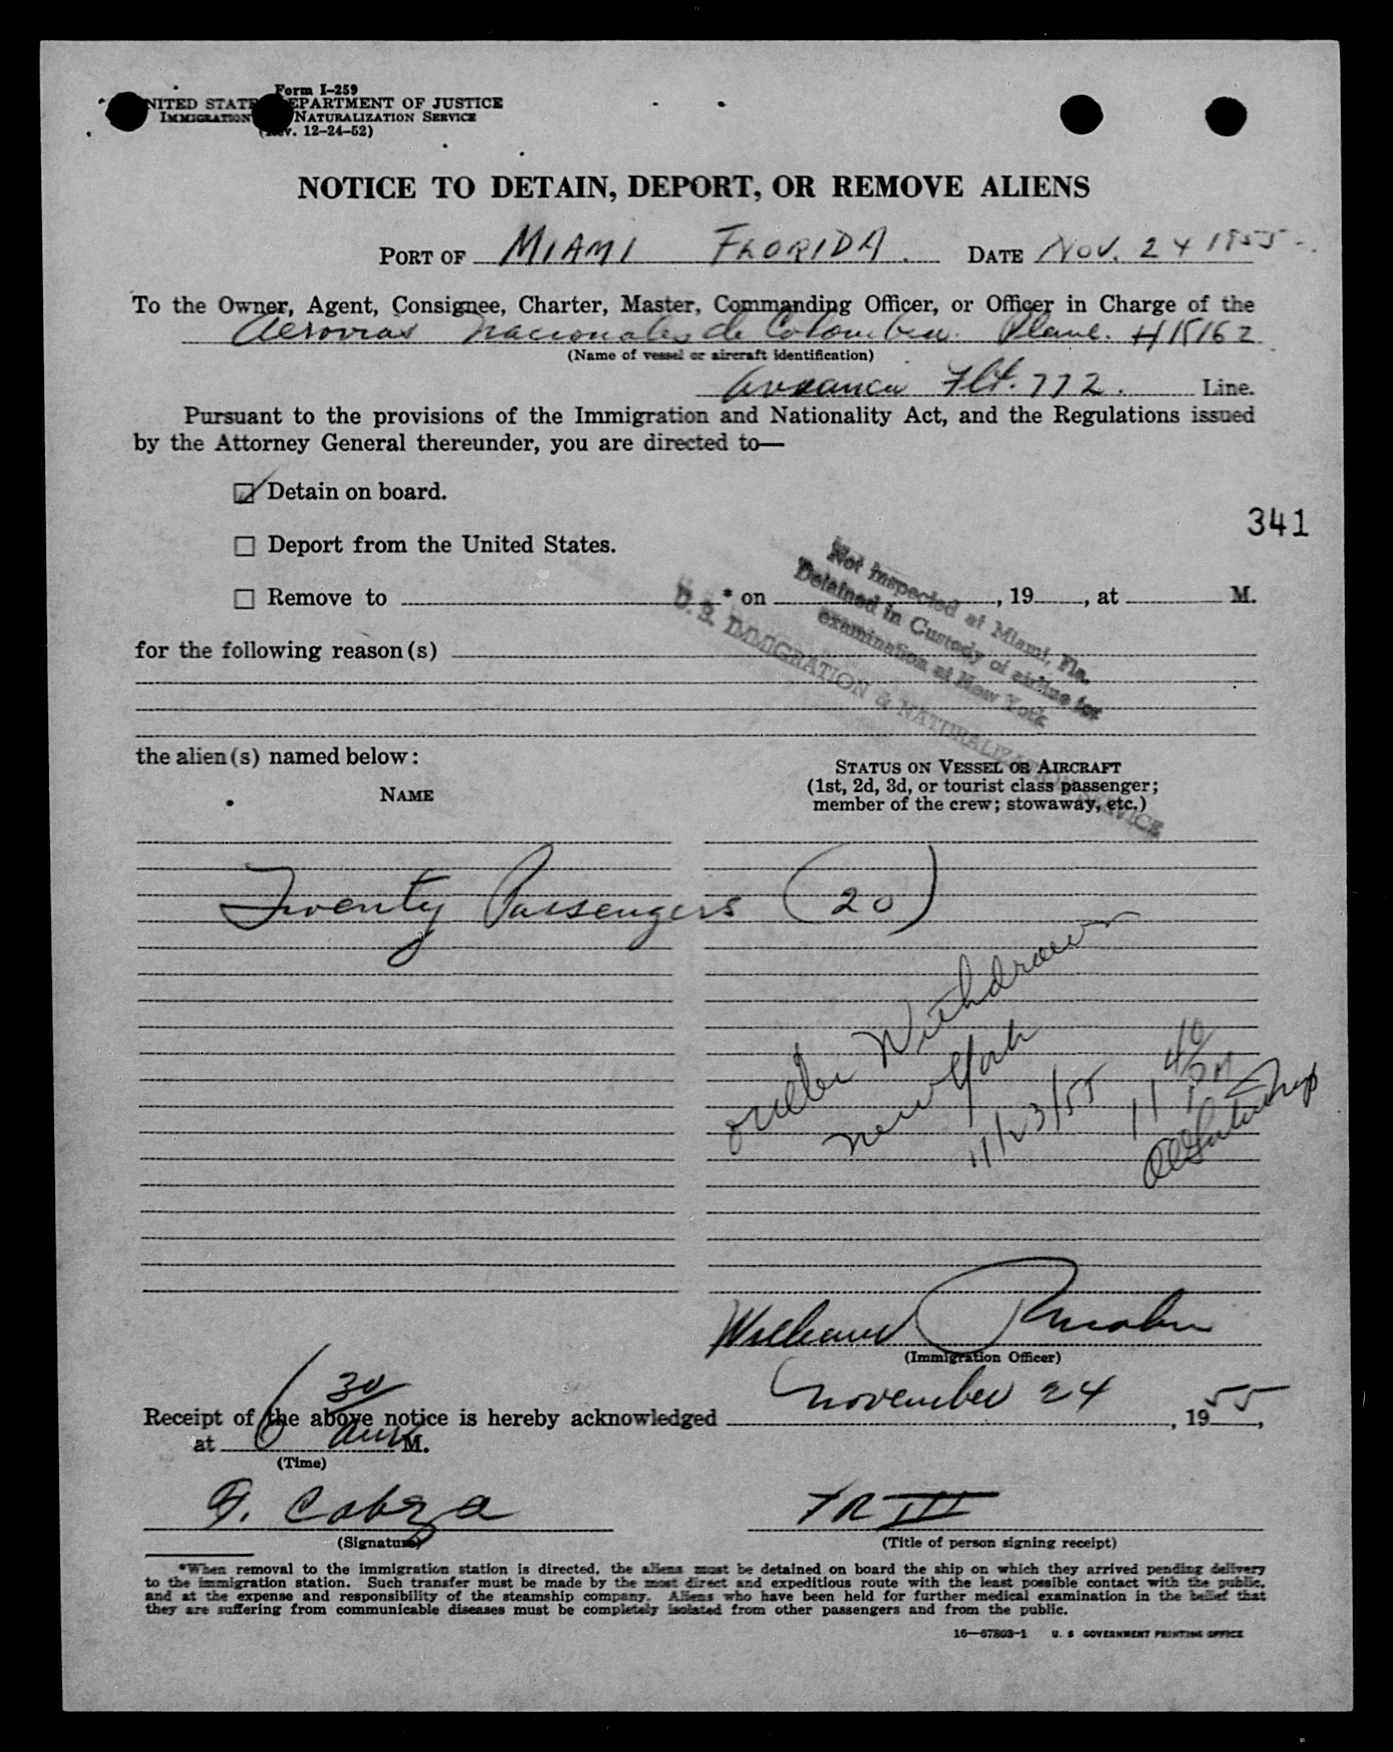 Form I-259
UNITED STATES DEPARTMENT OF JUSTICE
IMMIGRATION NATURALIZATION SERVICE
(Rev. 12-24-52)
NOTICE TO DETAIN, DEPORT, OR REMOVE ALIENS
PORT OF MIAMI FLORIDA. DATE Nov. 24 1955
To the Owner, Agent, Consignee, Charter, Master, Commanding Officer, or Officer in Charge of the
Aerovias Nacionales de Colombia. Plane.
(Name of vessel or aircraft identification)
Avianca Flt. 772. Line.
Pursuant to the provisions of the Immigration and Nationality Act, and the Regulations issued
by the Attorney General thereunder, you are directed to—
Detain on board.
341
Deport from the United States.
Remove to * on , 19 , at M.
Not Inspected at Miami, Fla.
Detained in Custody of airline for
examination at New York
U. S. IMMIGRATION & NATURALIZATION SERVICE
for the following reason(s)
the alien(s) named below:
NAME
STATUS ON VESSEL OR AIRCRAFT
(1st, 2d, 3d, or tourist class passenger;
member of the crew; stowaway, etc.)
Twenty Passengers (20)
order Withdrawn
New York
11/23/55
1140
William
(Immigration Officer)
Receipt of the above notice is hereby acknowledged November 24, 1955,
at 6 30 am M.
(Time)
G. Cabeza
(Signature)
TR III
(Title of person signing receipt)
*When removal to the immigration station is directed, the aliens must be detained on board the ship on which they arrived pending delivery
to the immigration station. Such transfer must be made by the most direct and expeditious route with the least possible contact with the public,
and at the expense and responsibility of the steamship company. Aliens who have been held for further medical examination in the belief that
they are suffering from communicable diseases must be completely isolated from other passengers and from the public.
16—67803-1 U. S GOVERNMENT PRINTING OFFICE